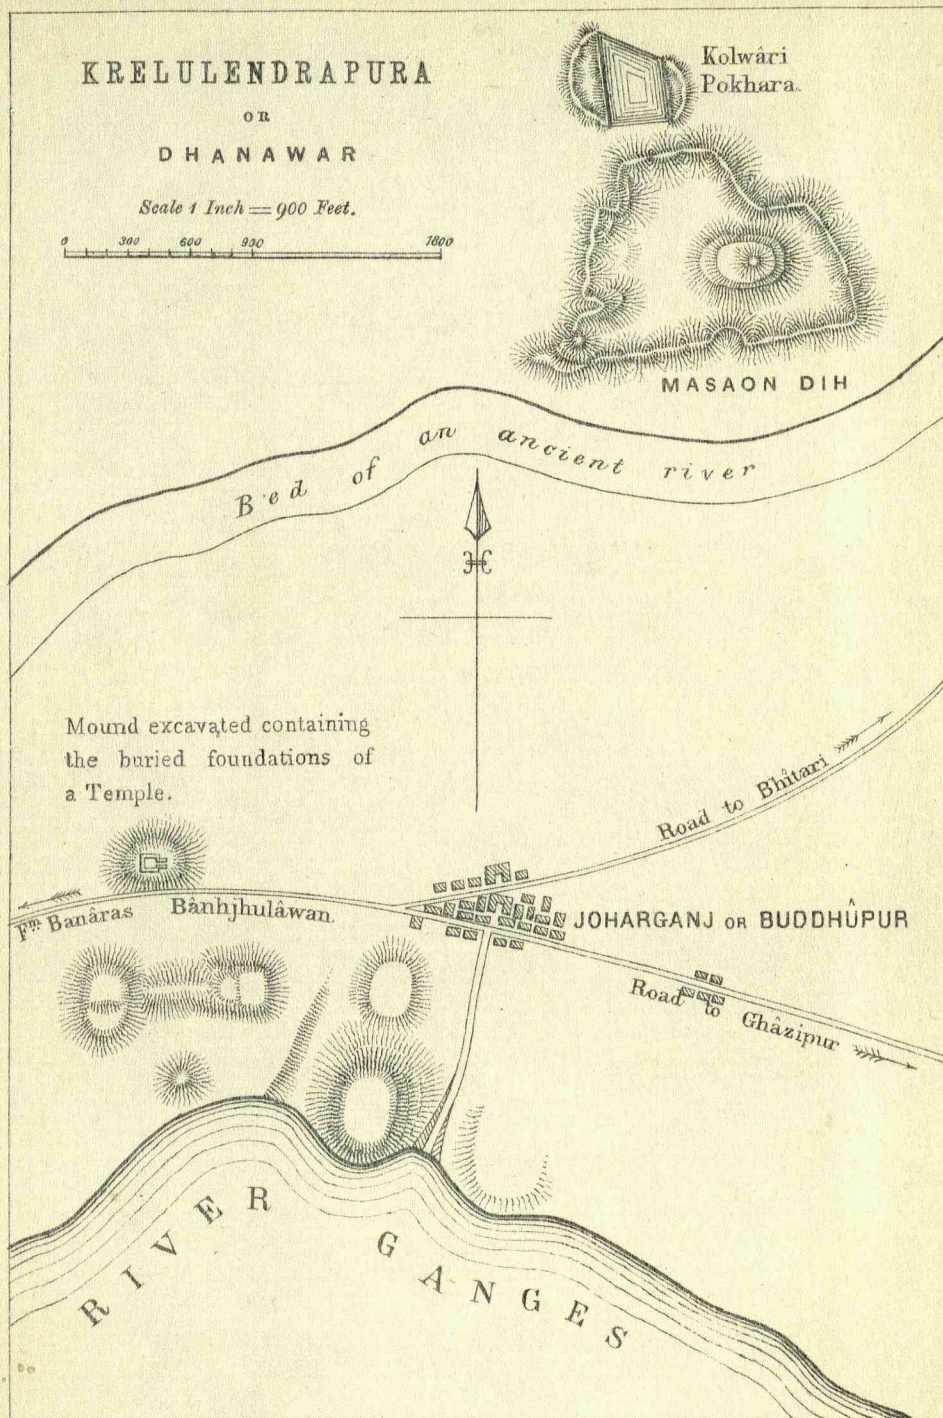 KRELULENDRAPURA
OR
DHANAWAR
Scale 1 Inch = 900 Feet.
0 300 600 900 1800
Kolwâri
Pokhara.
MASAON DIH
Bed of an ancient river
Mound excavated containing
the buried foundations of
a Temple.
Road to Bhîtari
Fm. Banâras Bânhjhulâwan.
JOHARGANJ OR BUDDHÛPUR
Road to Ghâzipur
RIVER GANGES